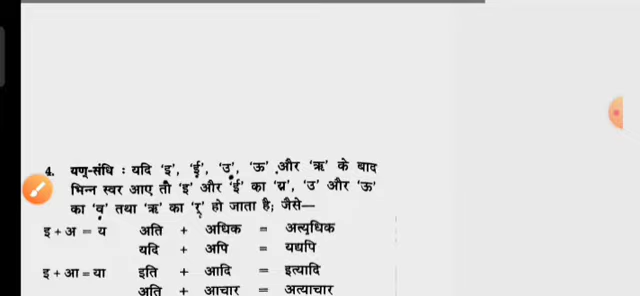 4. यण्-संधि : यदि 'इ', 'ई', 'उ', 'ऊ' और 'ऋ' के बाद
भिन्न स्वर आए तो 'इ' और 'ई' का 'य्', 'उ' और 'ऊ'
का 'व्' तथा 'ऋ' का 'र्' हो जाता है; जैसे—
इ + अ = य अति + अधिक = अत्यधिक
यदि + अपि = यद्यपि
इ + आ = या इति + आदि = इत्यादि
अति + आचार = अत्याचार